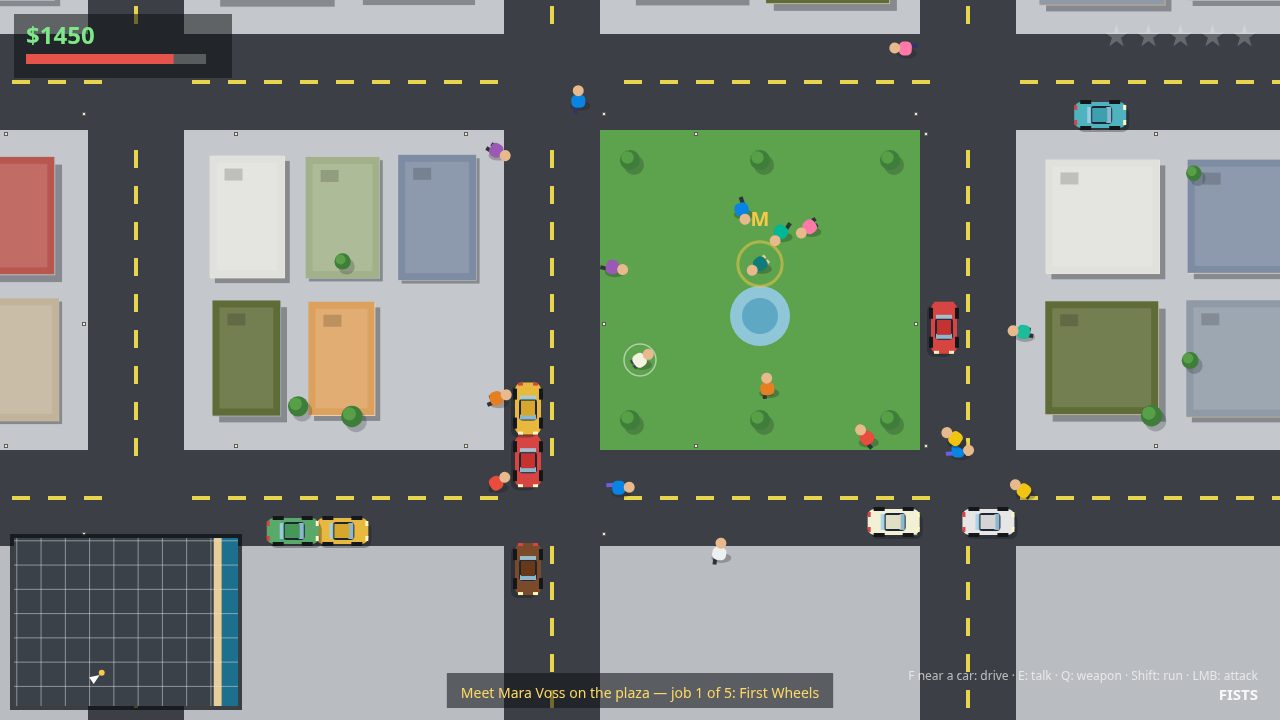 $1450
M
F near a car: drive · E: talk · Q: weapon · Shift: run · LMB: attack
Meet Mara Voss on the plaza — job 1 of 5: First Wheels
FISTS